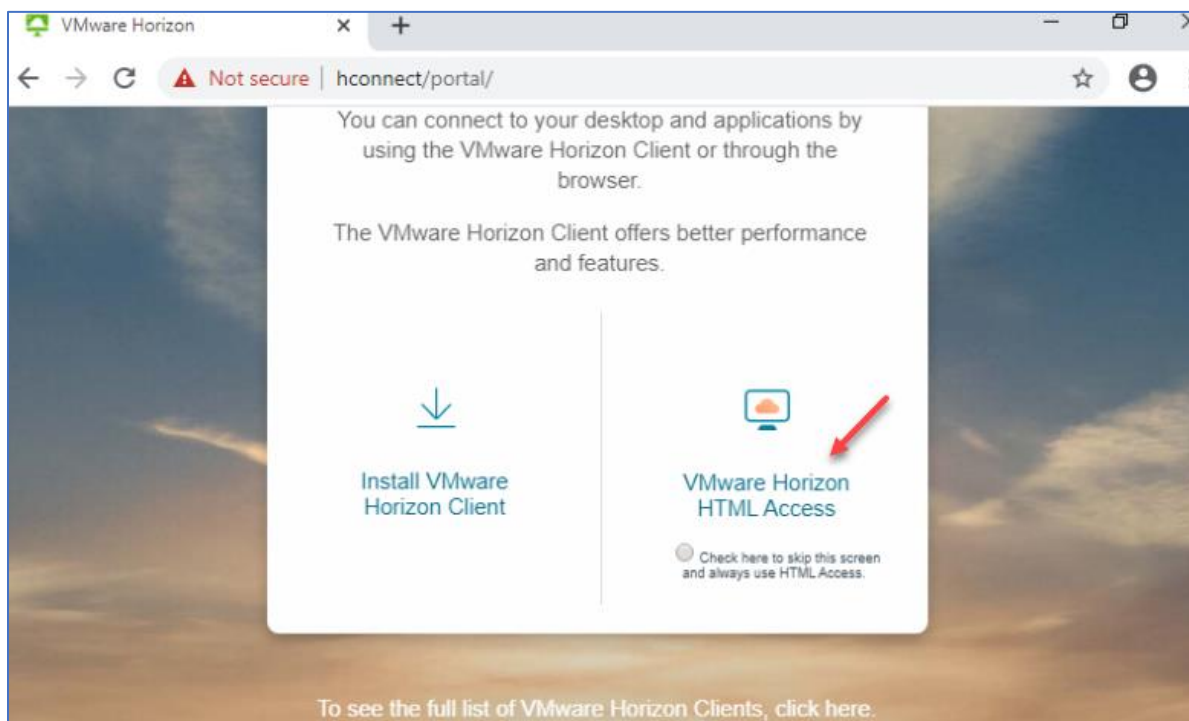 VMware Horizon
Not secure | hconnect/portal/
You can connect to your desktop and applications by
using the VMware Horizon Client or through the
browser.
The VMware Horizon Client offers better performance
and features.
Install VMware
Horizon Client
VMware Horizon
HTML Access
Check here to skip this screen
and always use HTML Access.
To see the full list of VMware Horizon Clients, click here.